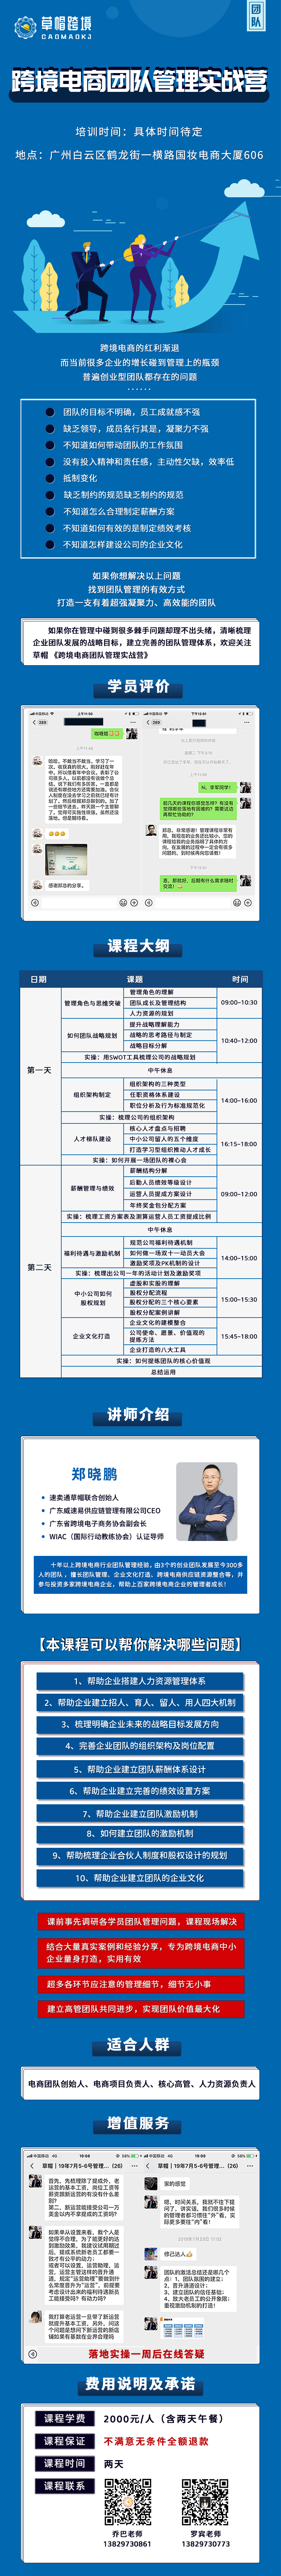 草帽跨境
CAOMAOKJ
团队
跨境电商团队管理实战营
培训时间：具体时间待定
地点：广州白云区鹤龙街一横路国妆电商大厦606
跨境电商的红利渐退
而当前很多企业的增长碰到管理上的瓶颈
普遍创业型团队都存在的问题
......
团队的目标不明确，员工成就感不强
缺乏领导，成员各行其是，凝聚力不强
不知道如何带动团队的工作氛围
没有投入精神和责任感，主动性欠缺，效率低
抵制变化
缺乏制约的规范缺乏制约的规范
不知道怎么合理制定薪酬方案
不知道如何有效的是制定绩效考核
不知道怎样建设公司的企业文化
如果你想解决以上问题
找到团队管理的有效方式
打造一支有着超强凝聚力、高效能的团队
如果你在管理中碰到很多棘手问题却理不出头绪，清晰梳理
企业团队发展的战略目标，建立完善的团队管理体系，欢迎关注
草帽 《跨境电商团队管理实战营》
学员评价
课程大纲
日期 课题 时间
第一天
管理角色与思维突破
管理角色的理解
团队成长及管理结构
人力资源的规划
09:00-10:30
如何团队战略规划
提升战略理解能力
战略的思考路径与制定
战略目标分解
实操：用SWOT工具梳理公司的战略规划
10:40-12:00
中午休息
组织架构制定
组织架构的三种类型
任职资格体系建设
职位分析及行为标准规范化
实操：梳理公司的组织架构
14:00-16:00
人才梯队建设
核心人才盘点与招聘
中小公司留人的五个维度
打造学习型组织推动人才成长
实操：如何开展一场团队的裸心会
16:15-18:00
第二天
薪酬管理与绩效
薪酬结构分解
后勤人员绩效等级设计
运营人员提成方案设计
年终奖金包分配方案
实操：梳理工资方案表及测算运营人员工资提成比例
09:00-12:00
中午休息
福利待遇与激励机制
规范公司福利待遇机制
如何做一场双十一动员大会
激励奖项及PK机制的设计
实操：梳理出公司一年的活动计划及激励奖项
14:00-15:00
中小公司如何
股权规划
虚股和实股的理解
股权分配流程
股权分配的三个核心要素
股权分配案例讲解
15:00-15:30
企业文化打造
企业文化的建模整合
公司使命、愿景、价值观的
提炼方法
企业打造的八大工具
实操：如何提炼团队的核心价值观
15:45-18:00
总结运用
讲师介绍
郑晓鹏
速卖通草帽联合创始人
广东威速易供应链管理有限公司CEO
广东省跨境电子商务协会副会长
WIAC（国际行动教练协会）认证导师
十年以上跨境电商行业团队管理经验，由3个的创业团队发展至今300多
人的团队，擅长团队管理、企业文化打造、跨境电商供应链资源整合等，并
参与投资多家跨境电商企业，帮助上百家跨境电商企业的管理者成长！
【本课程可以帮你解决哪些问题】
1、帮助企业搭建人力资源管理体系
2、帮助企业建立招人、育人、留人、用人四大机制
3、梳理明确企业未来的战略目标发展方向
4、完善企业团队的组织架构及岗位配置
5、帮助企业建立团队薪酬体系设计
6、帮助企业建立完善的绩效设置方案
7、帮助企业建立团队激励机制
8、如何建立团队的激励机制
9、帮助梳理企业合伙人制度和股权设计的规划
10、帮助企业建立团队的企业文化
课前事先调研各学员团队管理问题，课程现场解决
结合大量真实案例和经验分享，专为跨境电商中小
企业量身打造，实用有效
超多各环节应注意的管理细节，细节无小事
建立高管团队共同进步，实现团队价值最大化
适合人群
电商团队创始人、电商项目负责人、核心高管、人力资源负责人
增值服务
落地实操一周后在线答疑
费用说明及承诺
课程学费 2000元/人（含两天午餐）
课程保证 不满意无条件全额退款
课程时间 两天
课程联系
乔巴老师
13829730861
罗宾老师
13829730773